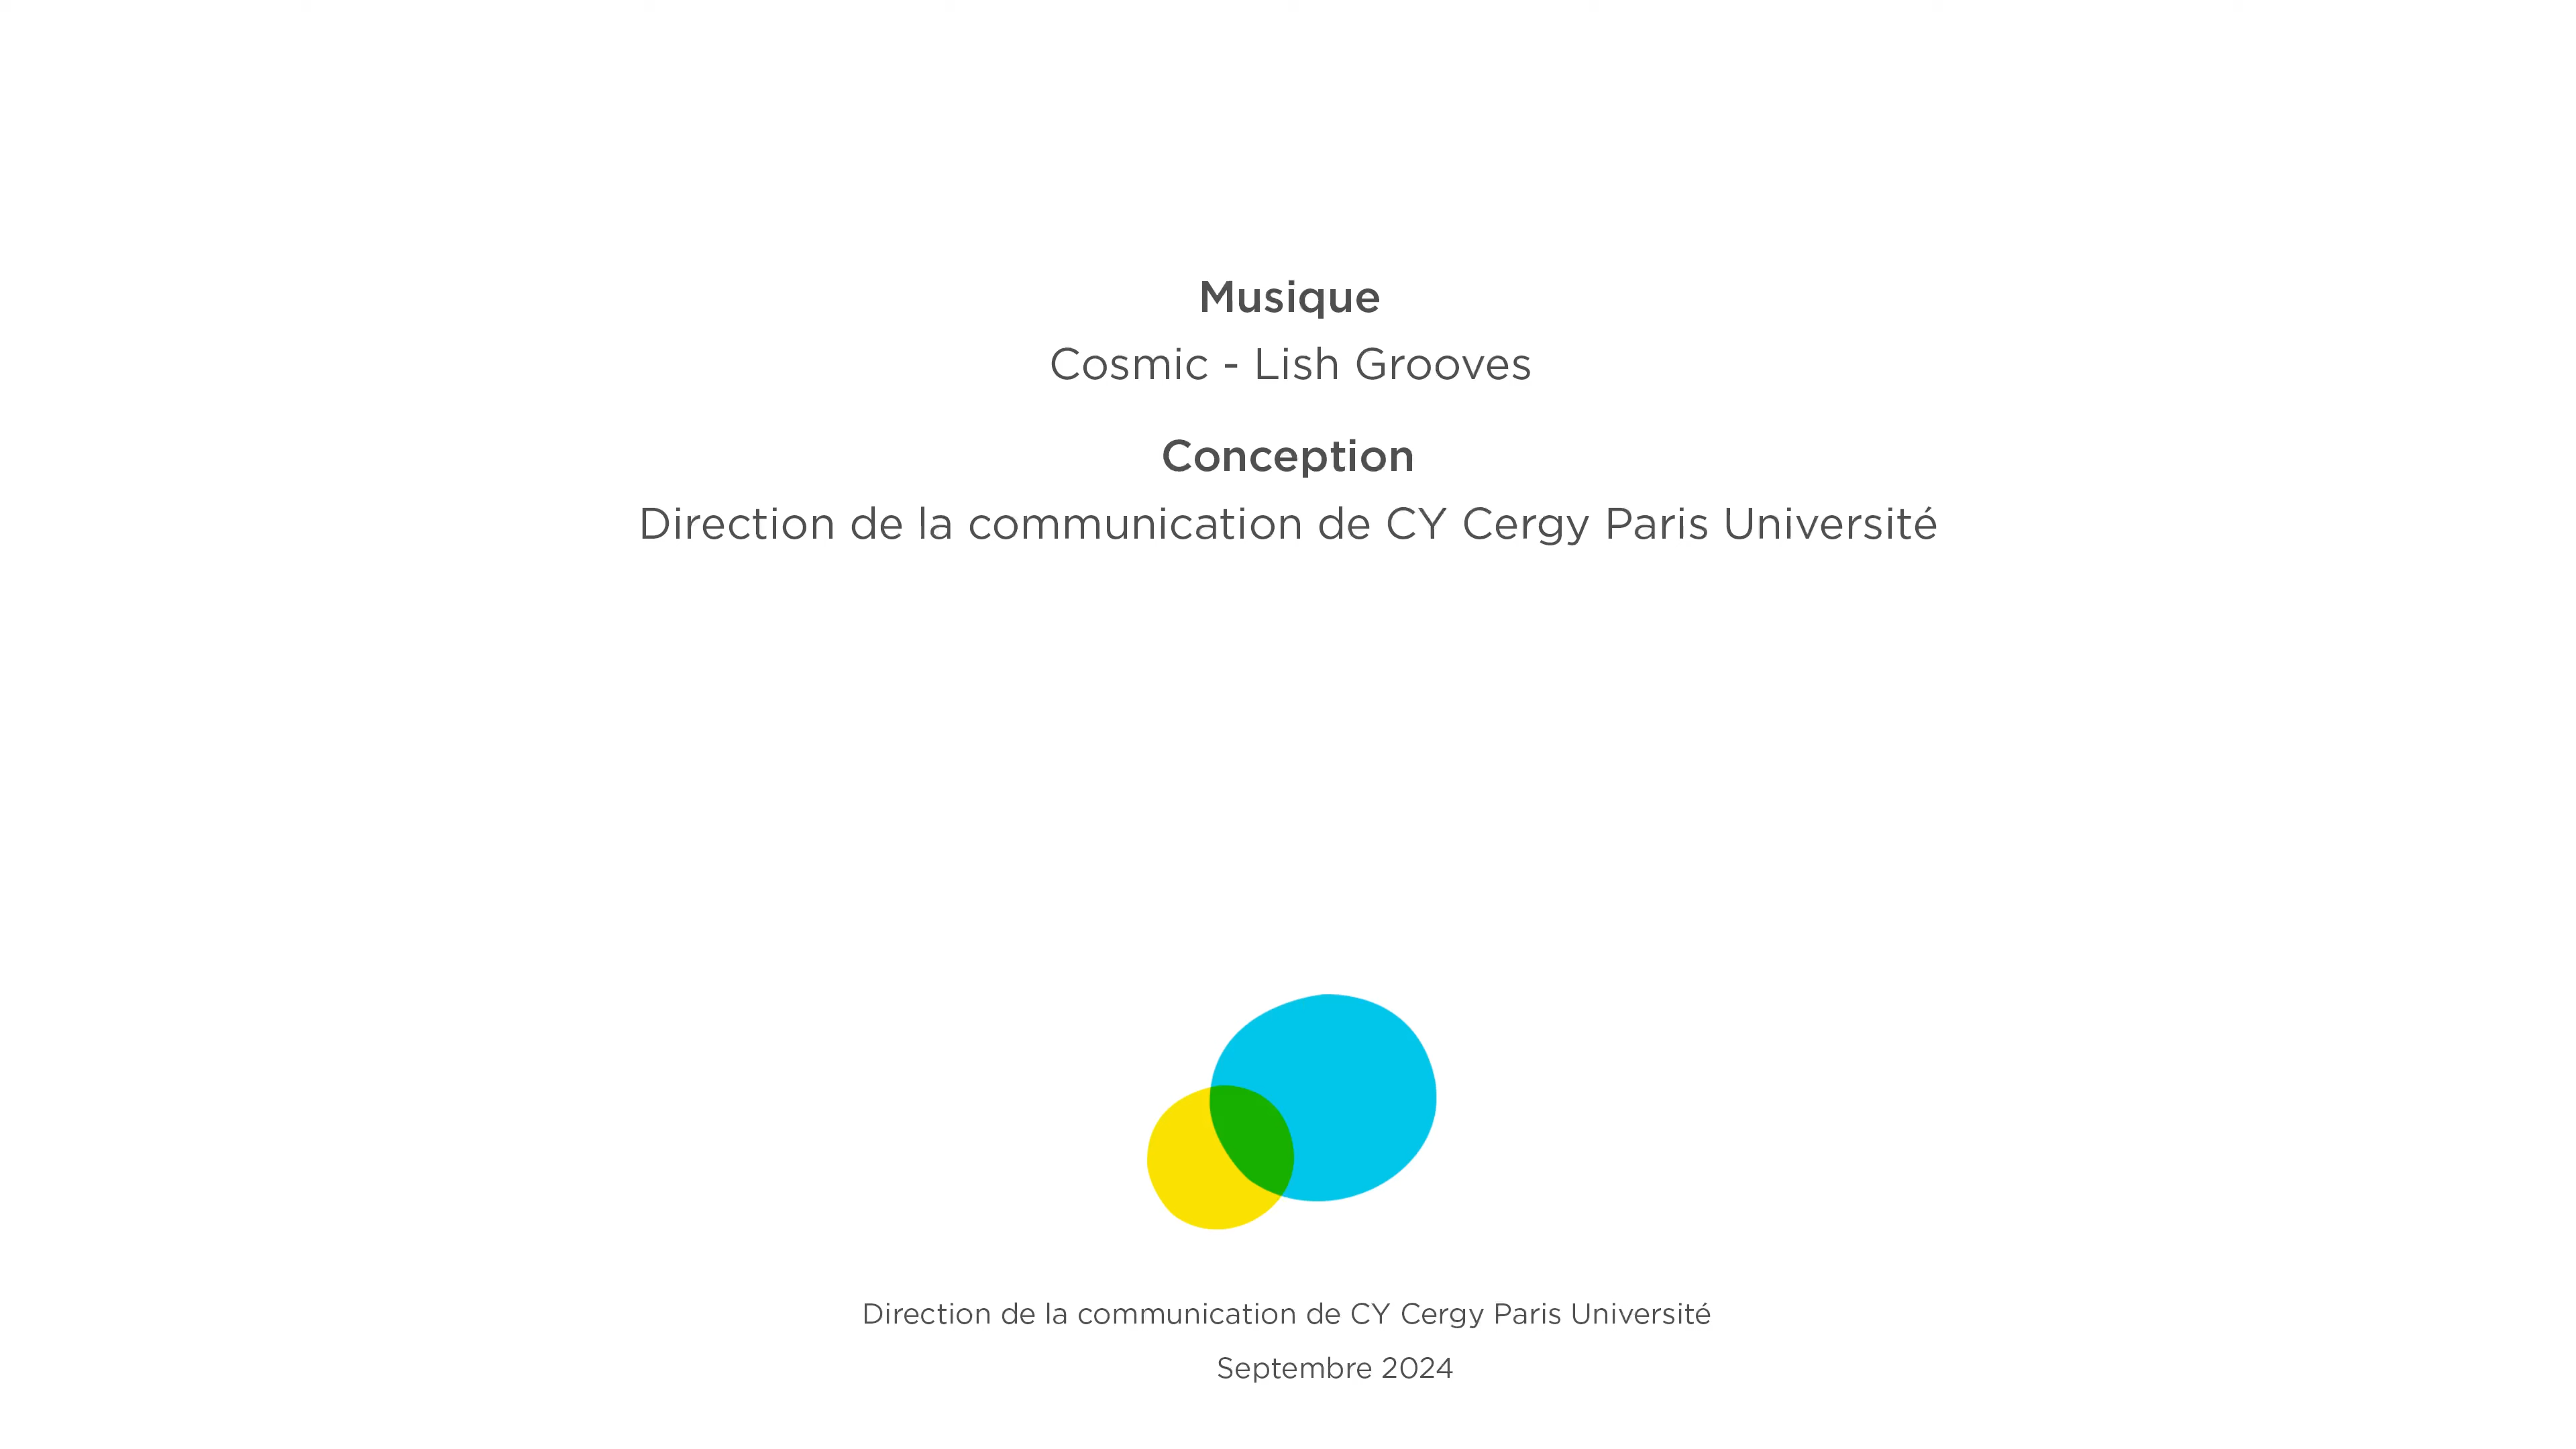 Musique
Cosmic - Lish Grooves
Conception
Direction de la communication de CY Cergy Paris Université
Direction de la communication de CY Cergy Paris Université
Septembre 2024